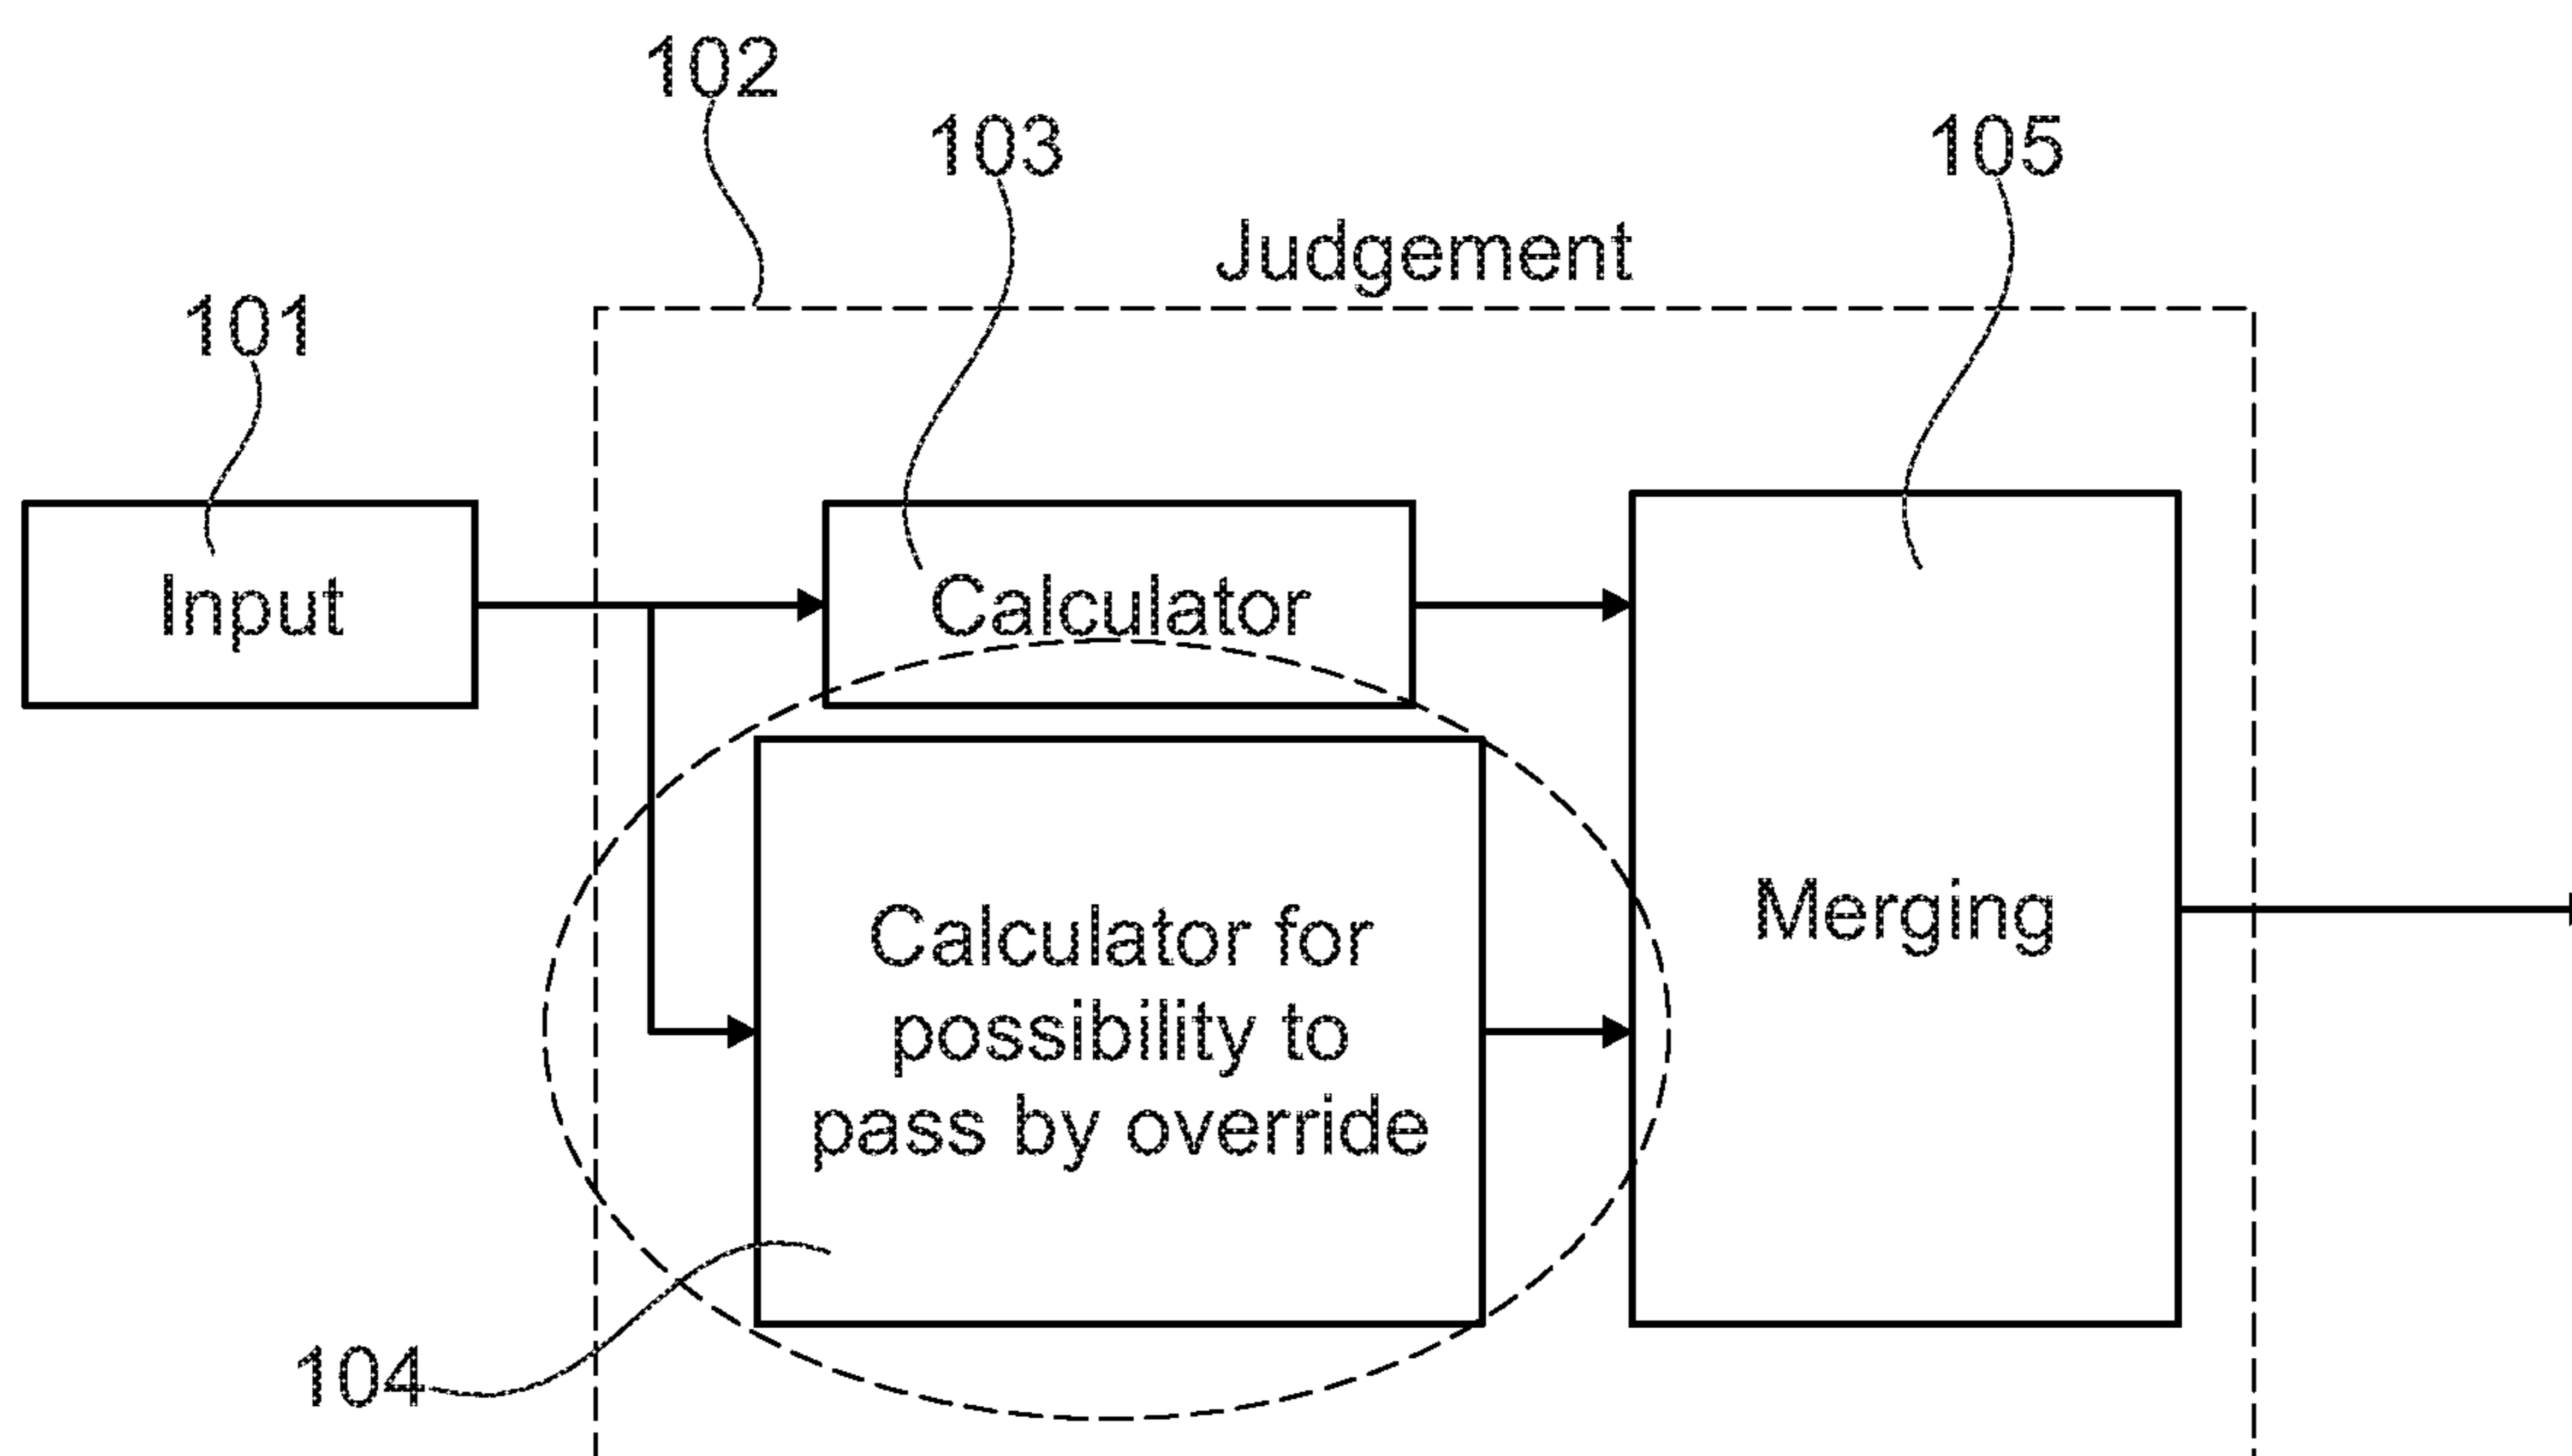 102
103
105
Judgement
101
Input
Calculator
Merging
Calculator for
possibility to
pass by override
104